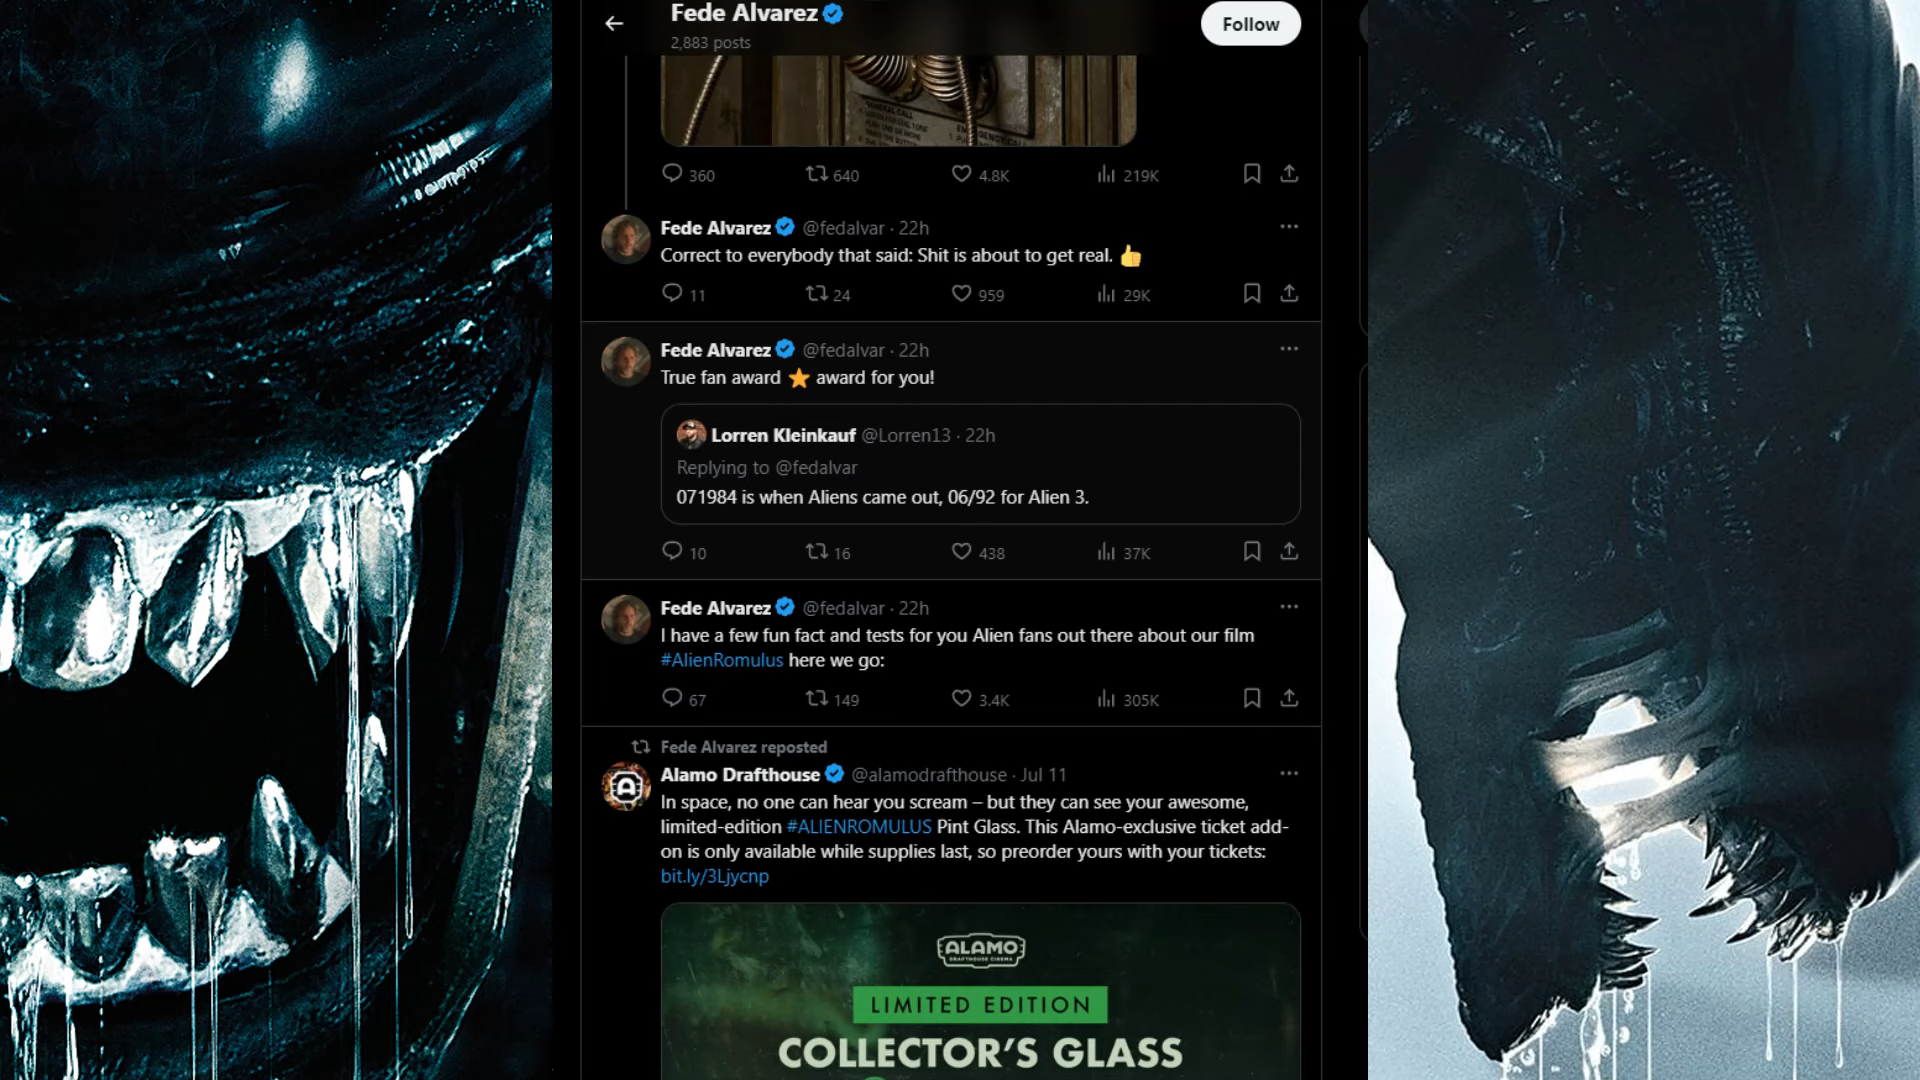 Fede Alvarez
2,883 posts
Follow
GENERAL CALL
360
640
4.8K
219K
Fede Alvarez @fedalvar · 22h
Correct to everybody that said: Shit is about to get real. 👍
11
24
959
29K
Fede Alvarez @fedalvar · 22h
True fan award ⭐ award for you!
Lorren Kleinkauf @Lorren13 · 22h
Replying to @fedalvar
071984 is when Aliens came out, 06/92 for Alien 3.
10
16
438
37K
Fede Alvarez @fedalvar · 22h
I have a few fun fact and tests for you Alien fans out there about our film
#AlienRomulus here we go:
67
149
3.4K
305K
Fede Alvarez reposted
Alamo Drafthouse @alamodrafthouse · Jul 11
In space, no one can hear you scream – but they can see your awesome,
limited-edition #ALIENROMULUS Pint Glass. This Alamo-exclusive ticket add-
on is only available while supplies last, so preorder yours with your tickets:
bit.ly/3Ljycnp
ALAMO
DRAFTHOUSE CINEMA
LIMITED EDITION
COLLECTOR'S GLASS